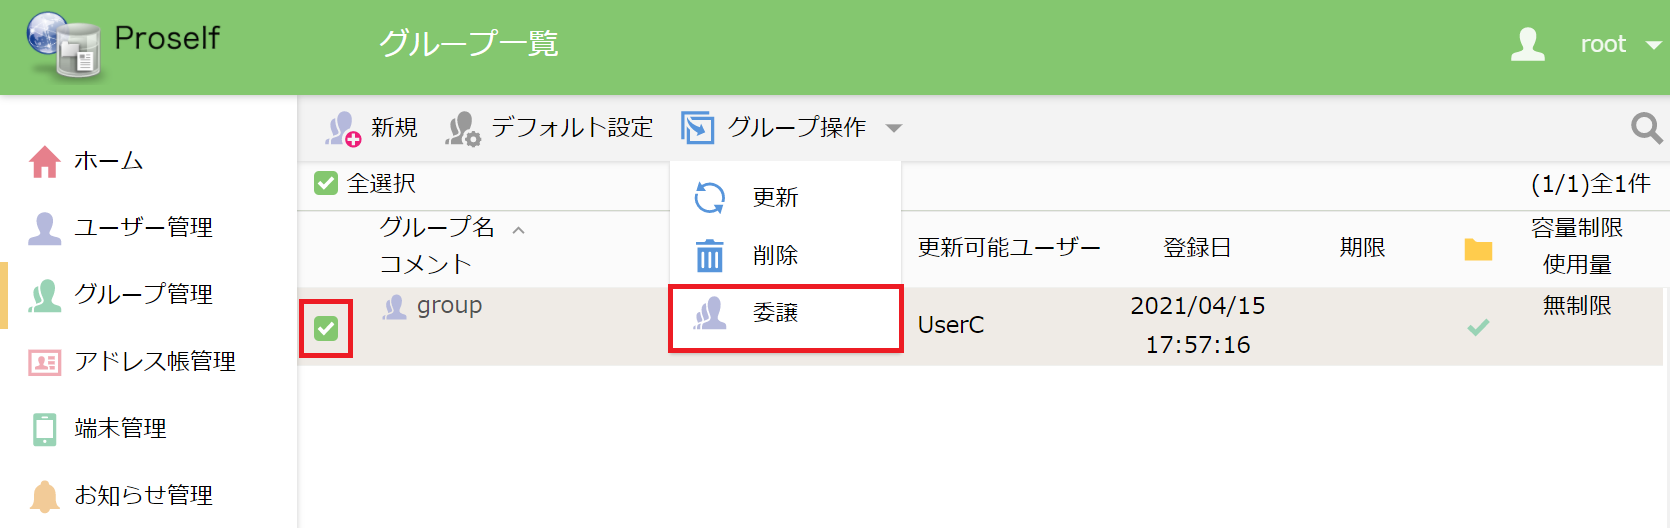 Proself
グループ一覧
root
新規
デフォルト設定
グループ操作
ホーム
ユーザー管理
グループ管理
アドレス帳管理
端末管理
お知らせ管理
全選択
(1/1)全1件
更新
削除
委譲
グループ名
コメント
更新可能ユーザー
登録日
期限
容量制限
使用量
group
UserC
2021/04/15
17:57:16
無制限